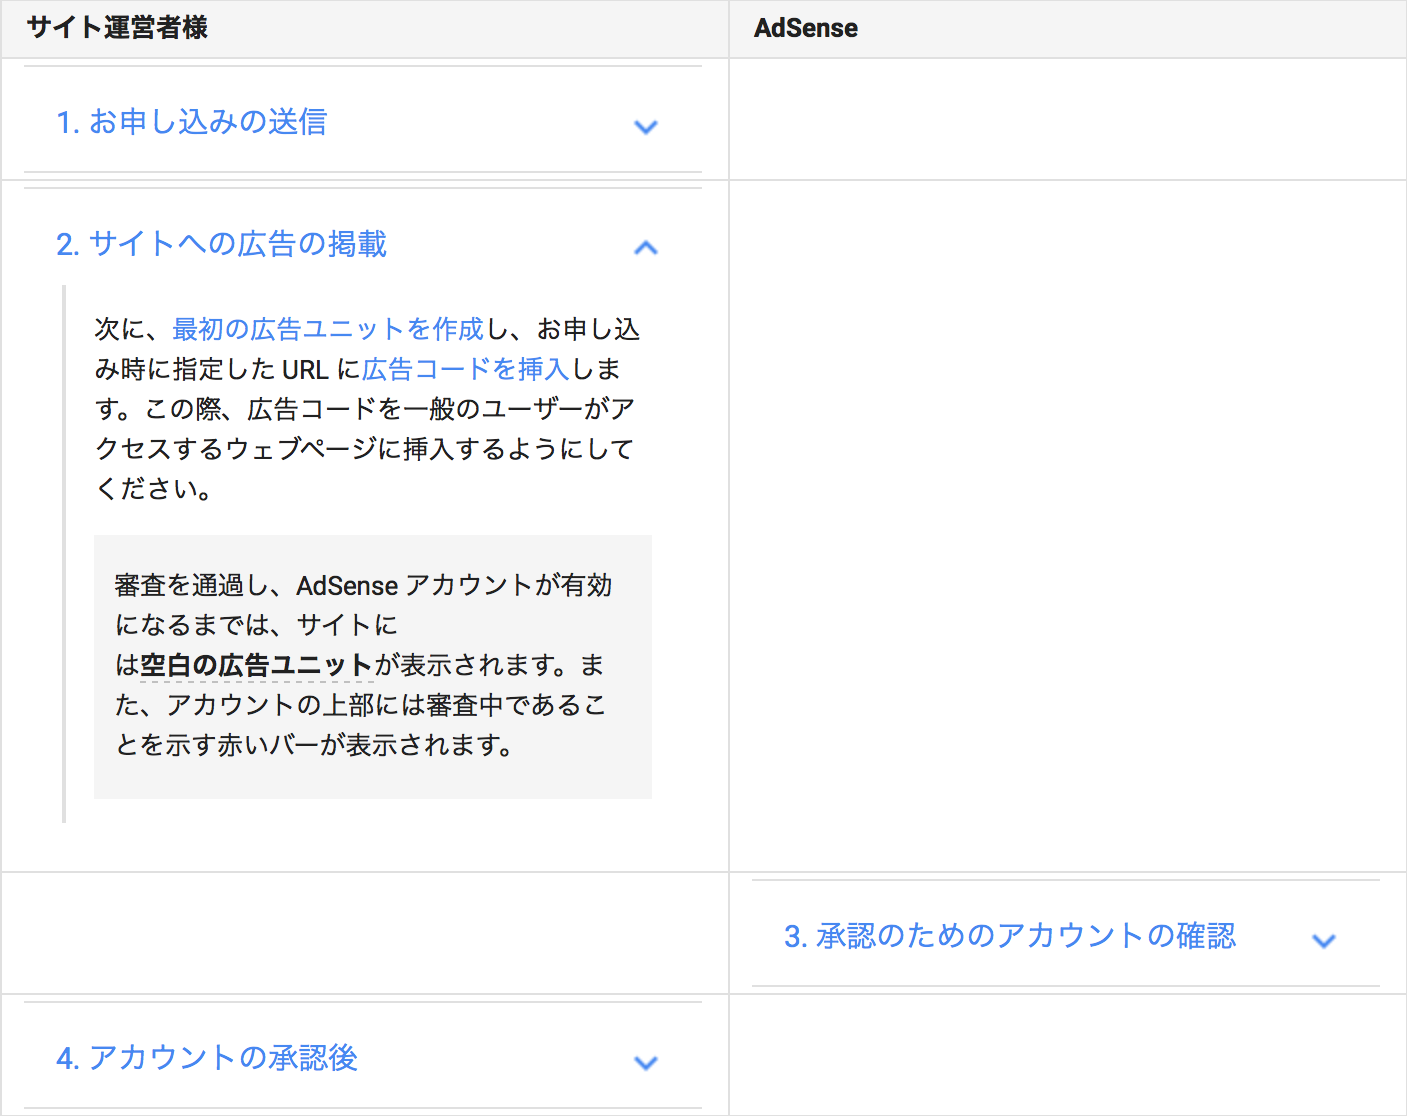 サイト運営者様
AdSense
1. お申し込みの送信
2. サイトへの広告の掲載
次に、最初の広告ユニットを作成し、お申し込
み時に指定した URL に広告コードを挿入しま
す。この際、広告コードを一般のユーザーがア
クセスするウェブページに挿入するようにして
ください。
審査を通過し、AdSense アカウントが有効
になるまでは、サイトに
は空白の広告ユニットが表示されます。ま
た、アカウントの上部には審査中であるこ
とを示す赤いバーが表示されます。
3. 承認のためのアカウントの確認
4. アカウントの承認後